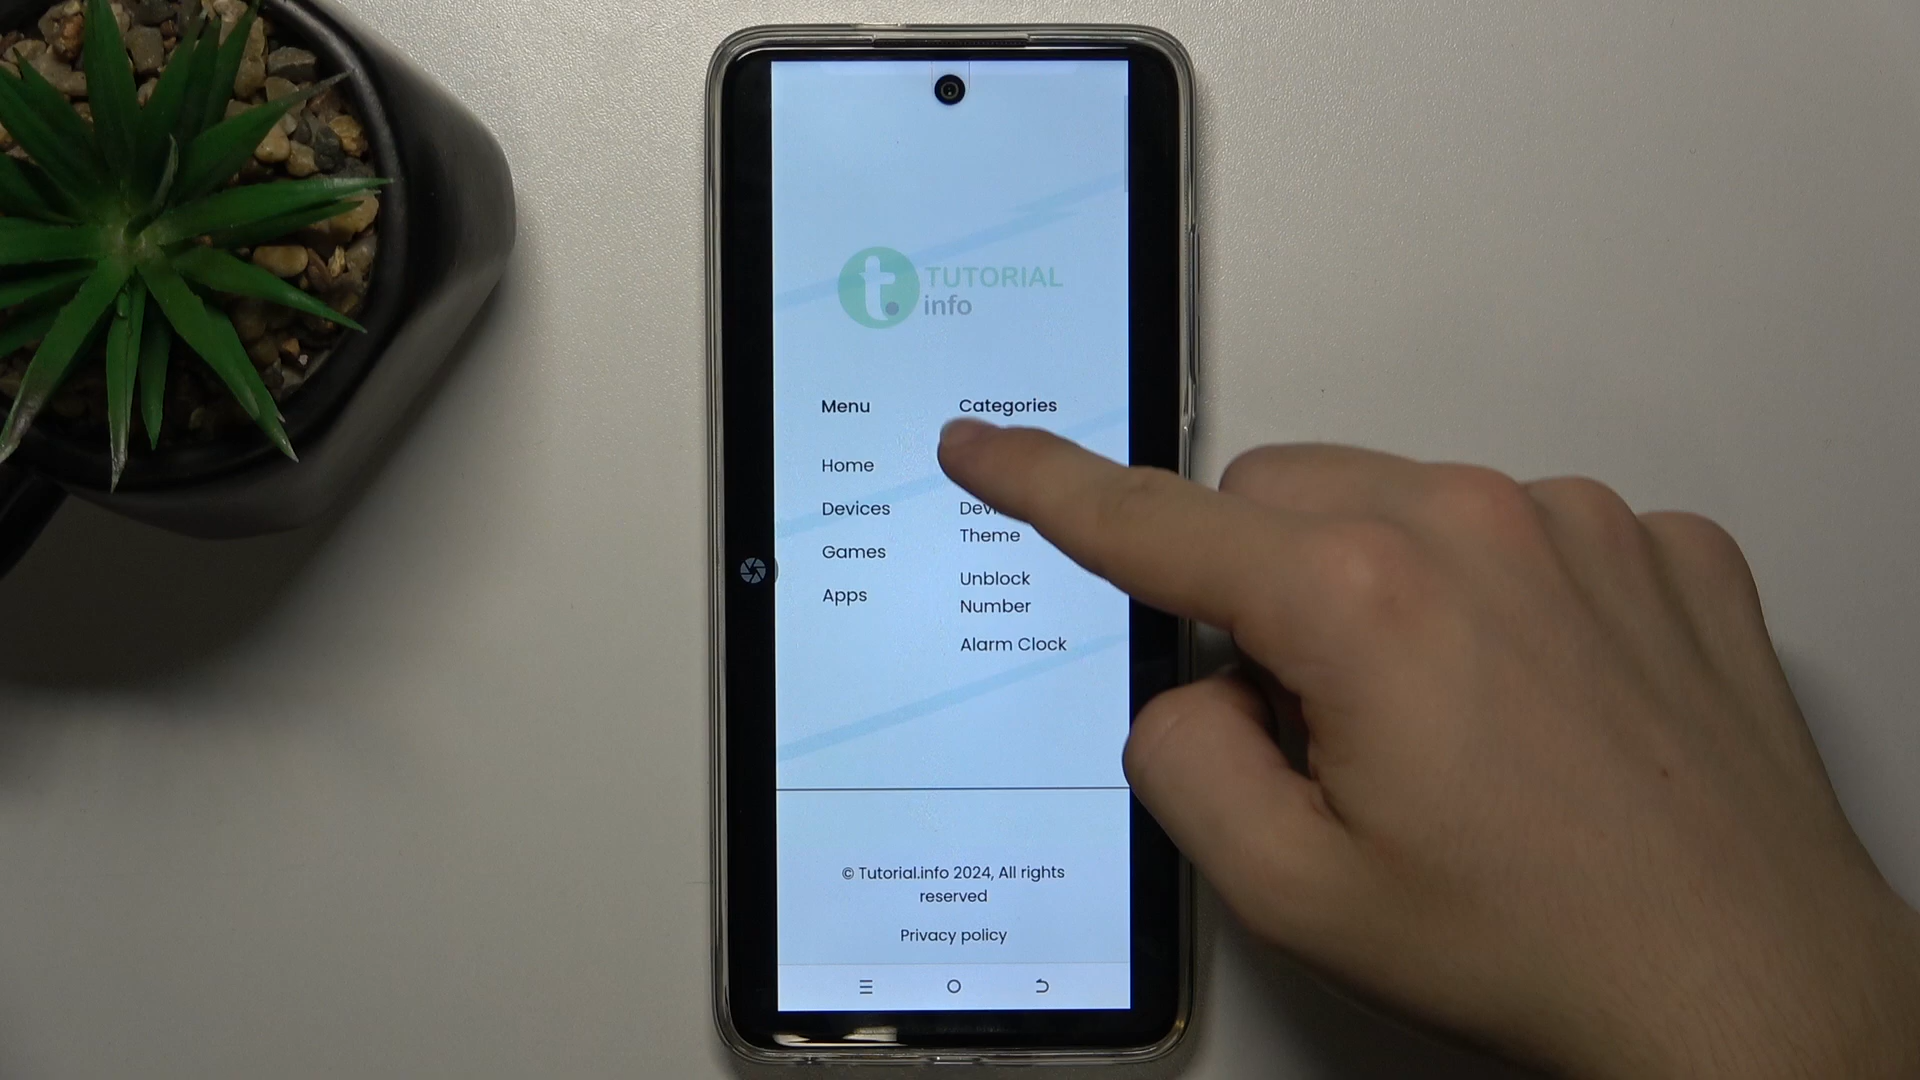 TUTORIAL
info
Menu
Categories
Home
Devices
Games
Apps
Theme
Unblock
Number
Alarm Clock
© Tutorial.info 2024, All rights
reserved
Privacy policy